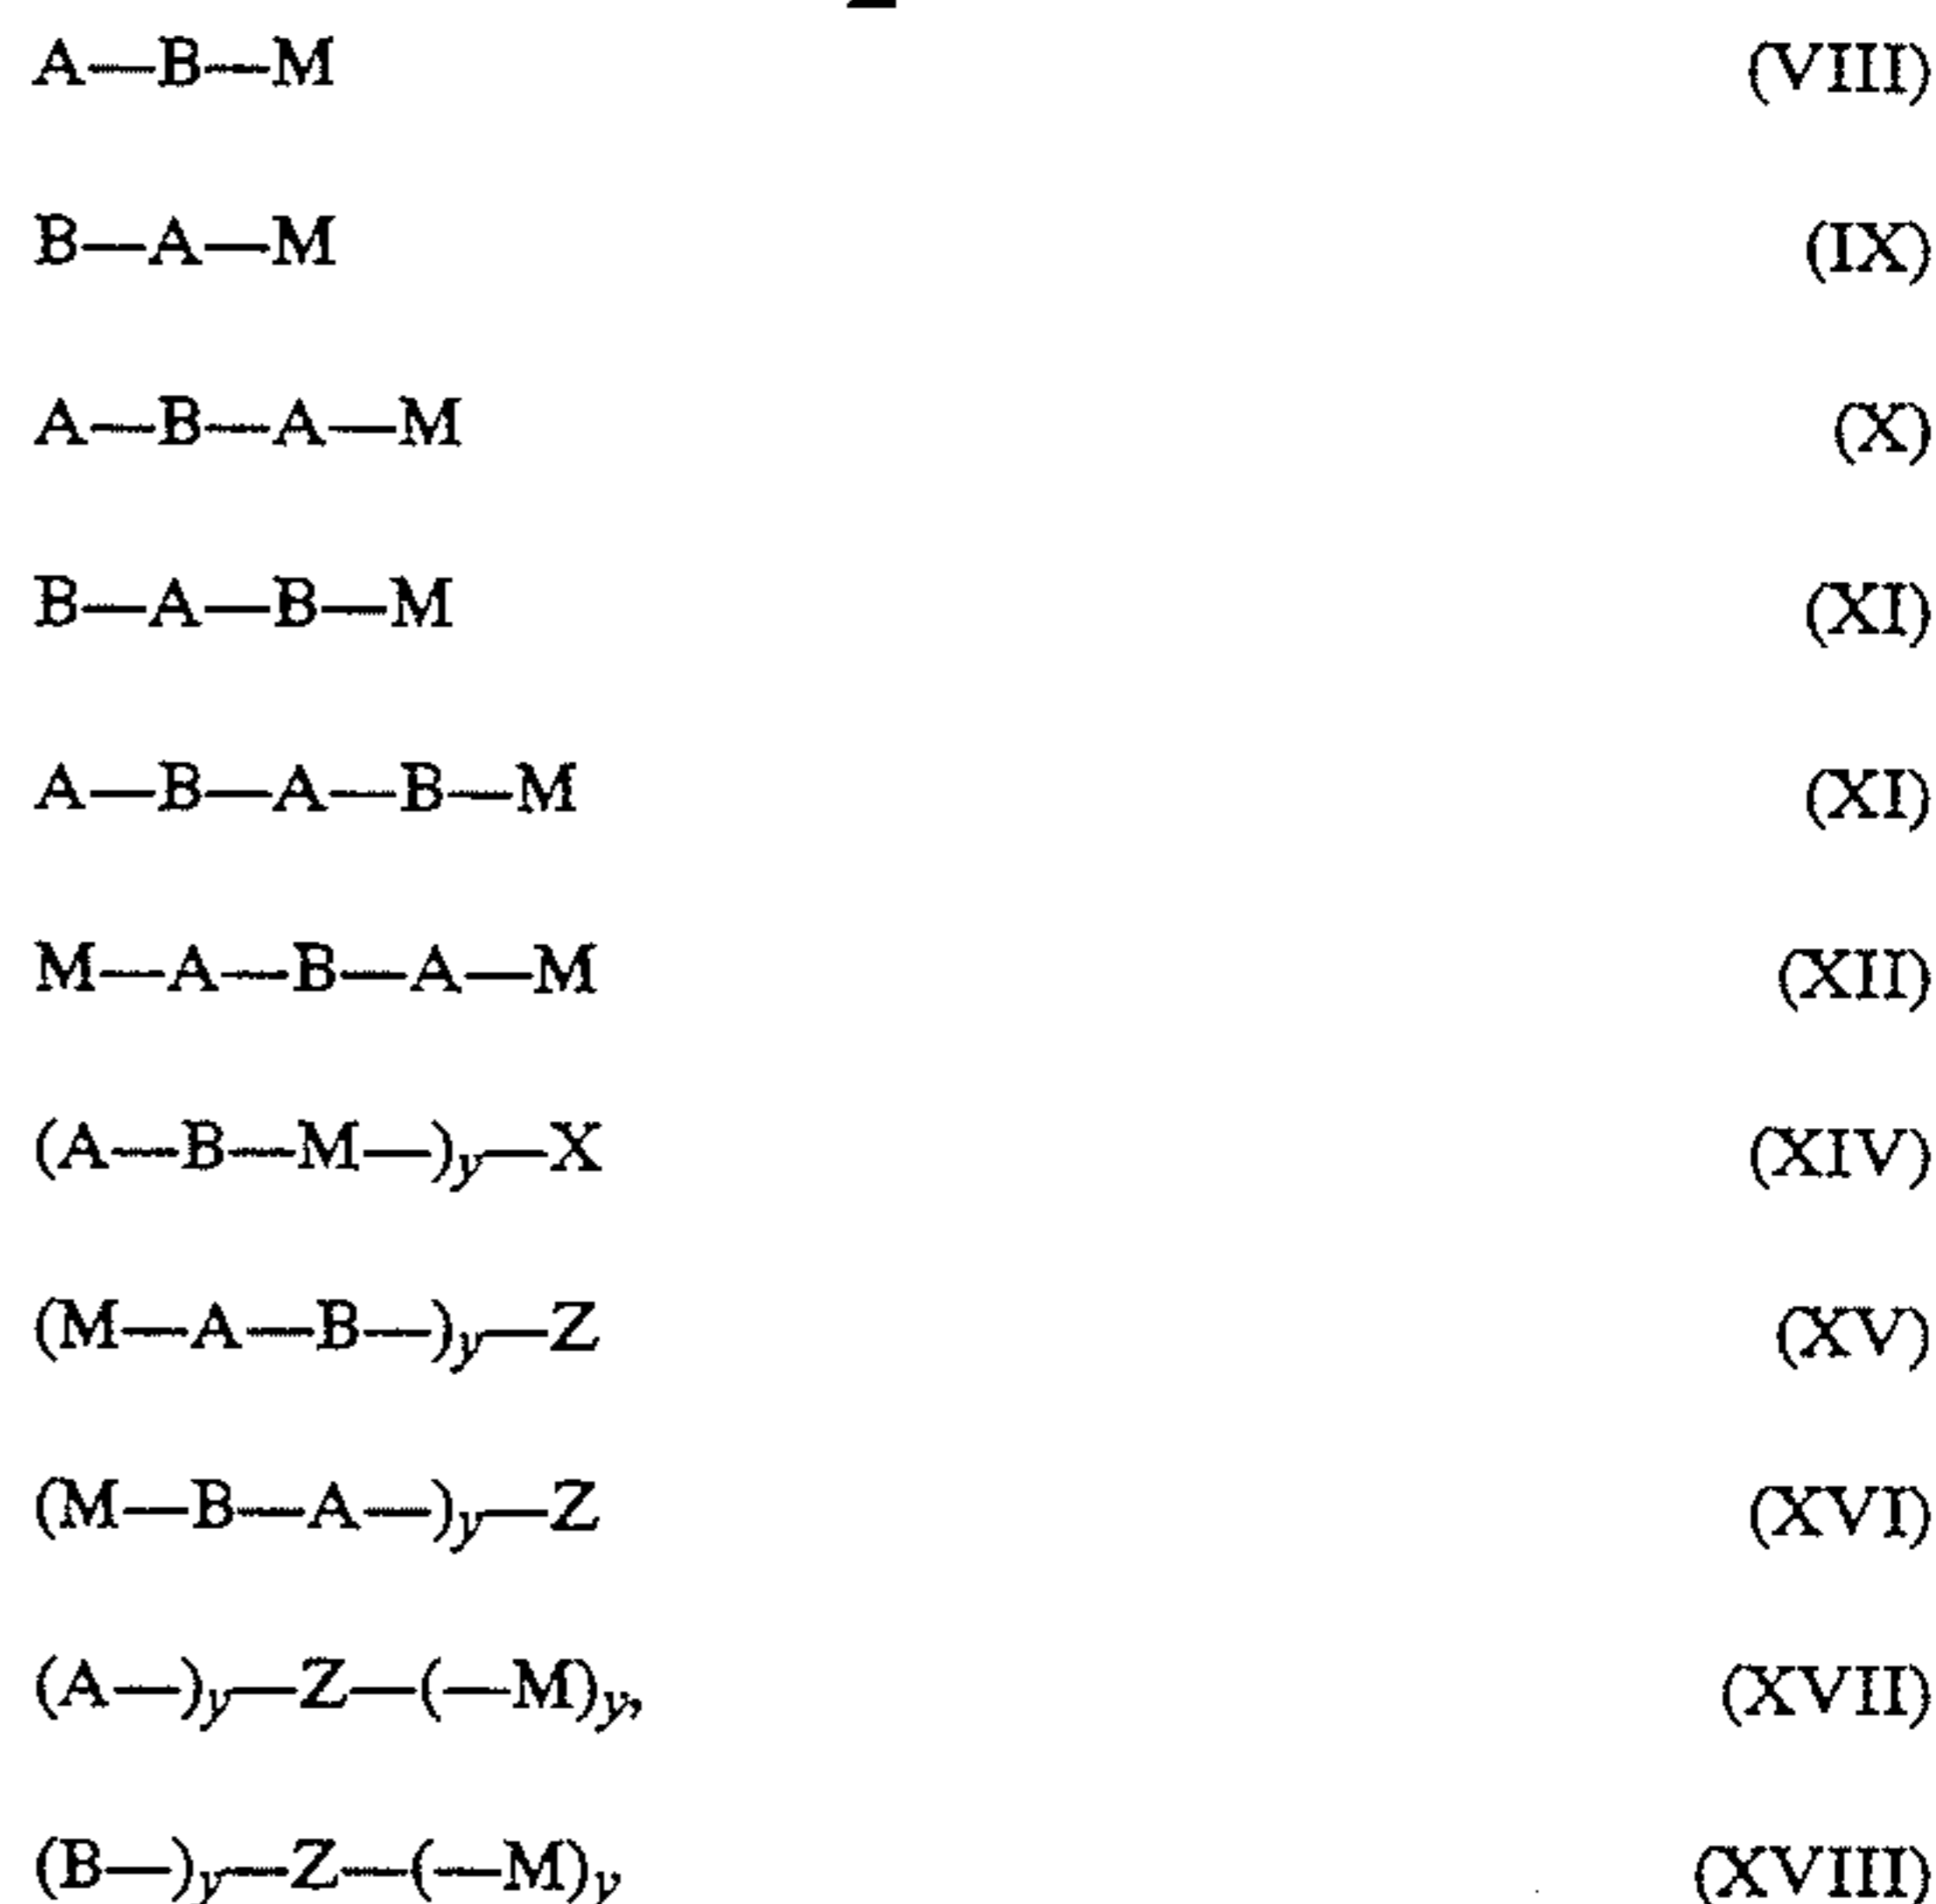 A—B—M (VIII)
B—A—M (IX)
A—B—A—M (X)
B—A—B—M (XI)
A—B—A—B—M (XI)
M—A—B—A—M (XII)
(A—B—M—)y—X (XIV)
(M—A—B—)y—Z (XV)
(M—B—A—)y—Z (XVI)
(A—)y—Z—(—M)y, (XVII)
(B—)y—Z—(—M)y (XVIII)